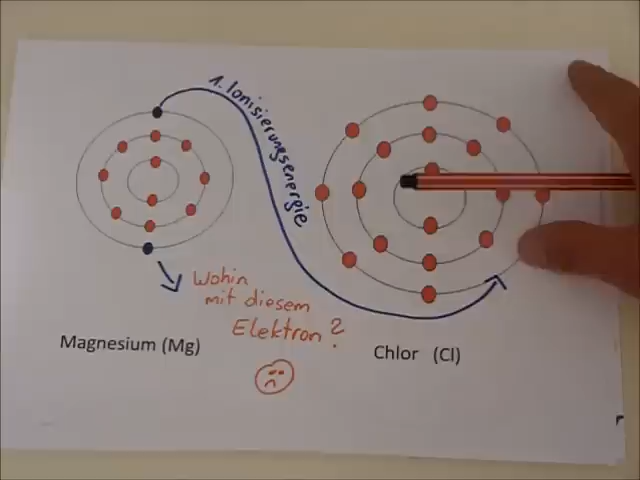 1. Ionisierungsenergie
Wohin
mit diesem
Elektron?
Magnesium (Mg)
Chlor (Cl)